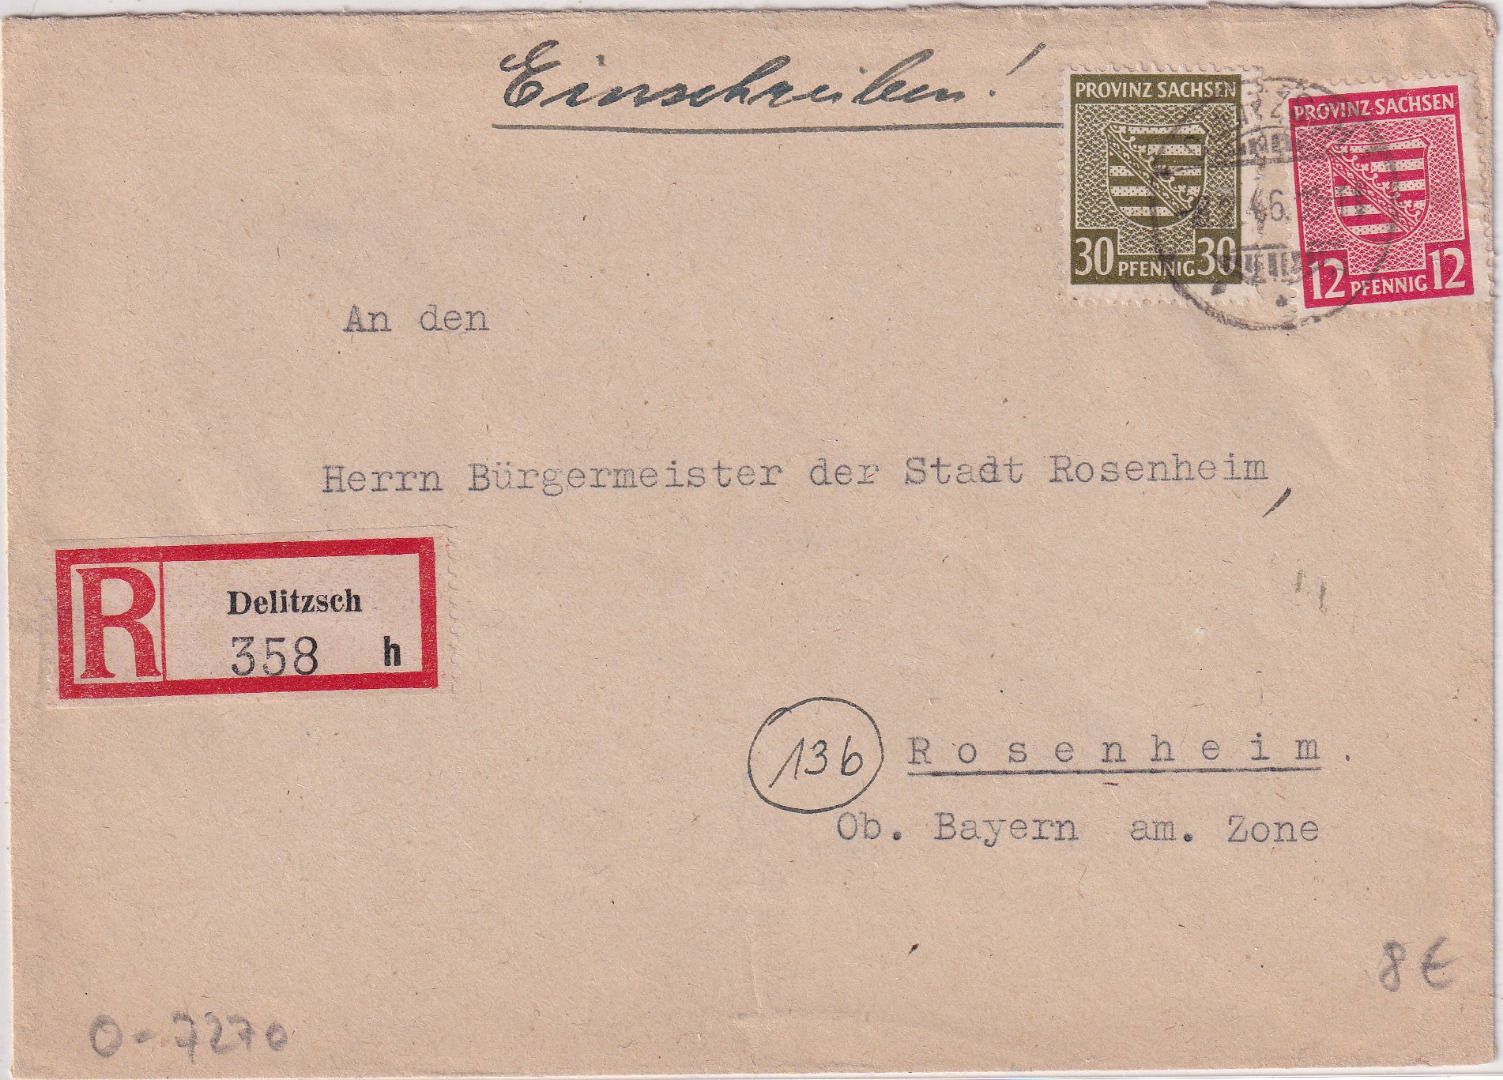 Einschreiben!
PROVINZ SACHSEN
30 PFENNIG 30
PROVINZ SACHSEN
12 PFENNIG 12
46.
An den
Herrn Bürgermeister der Stadt Rosenheim,
R
Delitzsch
358 h
13b Rosenheim.
Ob. Bayern am. Zone
8€
O-7270